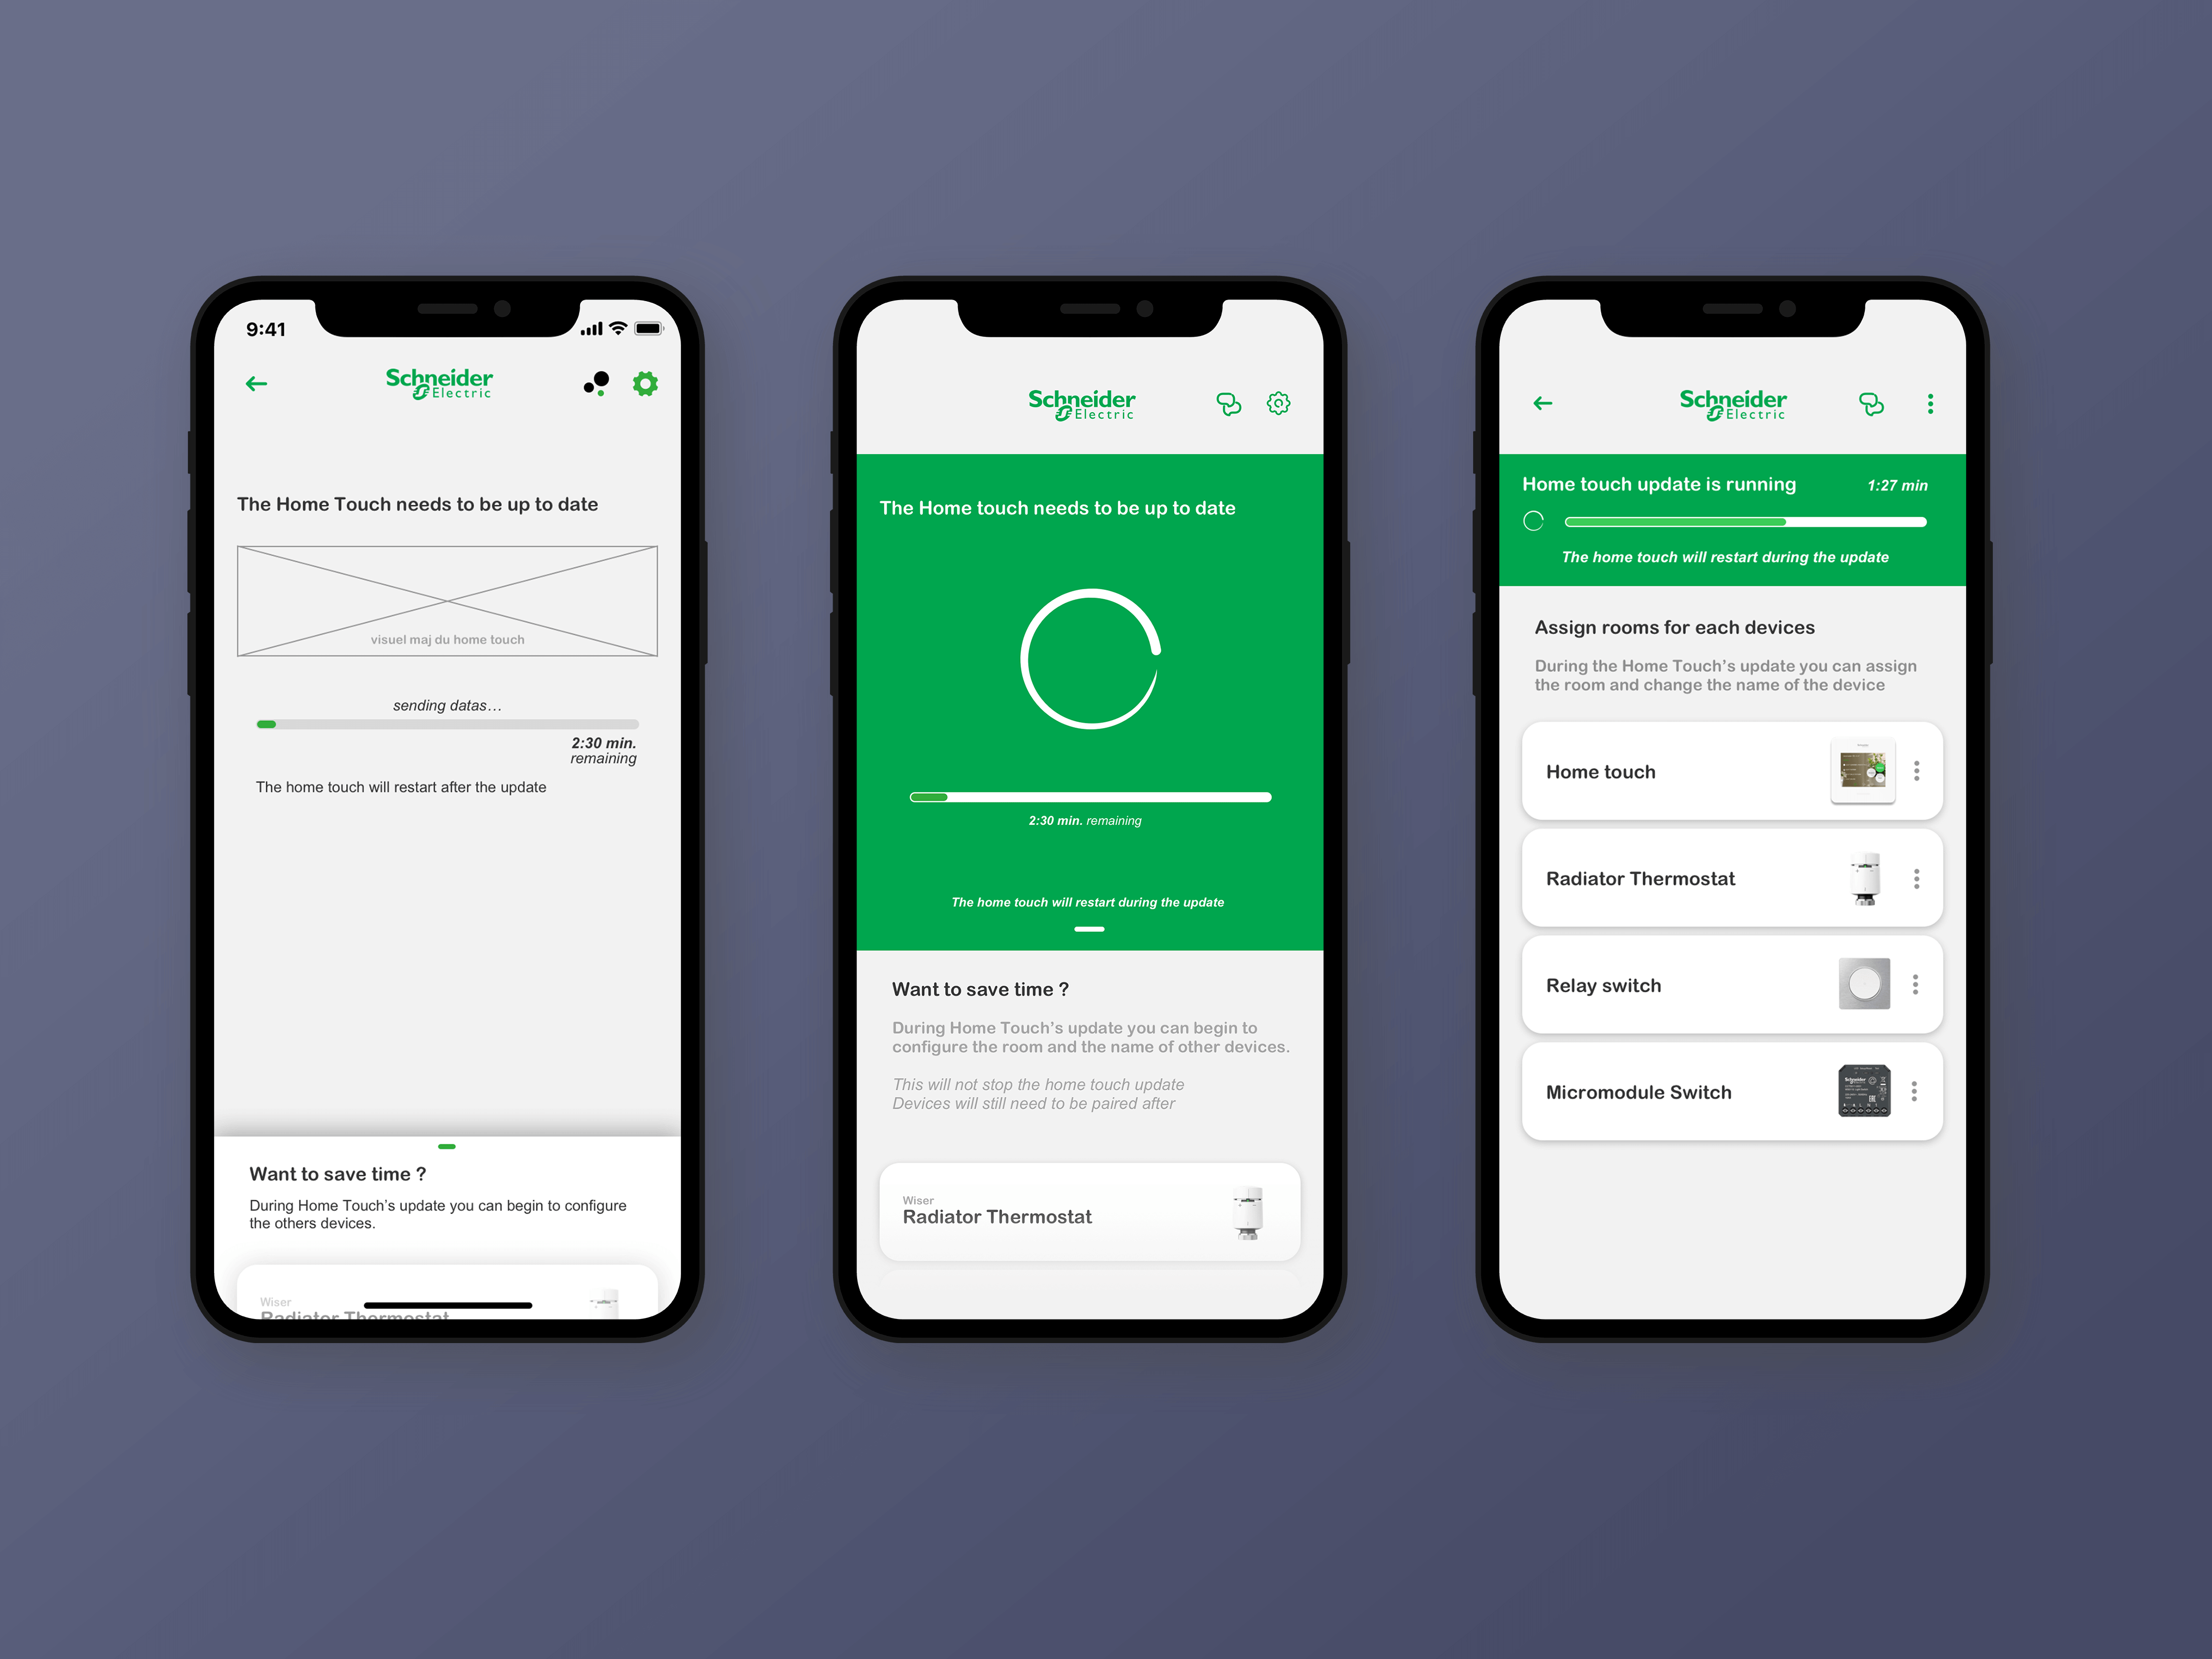 9:41
Schneider
Electric
The Home Touch needs to be up to date
visuel maj du home touch
sending datas...
2:30 min.
remaining
The home touch will restart after the update
Want to save time ?
During Home Touch's update you can begin to configure
the others devices.
Wiser
Radiator Thermostat
Schneider
Electric
The Home touch needs to be up to date
2:30 min. remaining
The home touch will restart during the update
Want to save time ?
During Home Touch's update you can begin to
configure the room and the name of other devices.
This will not stop the home touch update
Devices will still need to be paired after
Wiser
Radiator Thermostat
Schneider
Electric
Home touch update is running 1:27 min
The home touch will restart during the update
Assign rooms for each devices
During the Home Touch's update you can assign
the room and change the name of the device
Home touch
Radiator Thermostat
Relay switch
Micromodule Switch
Schneider